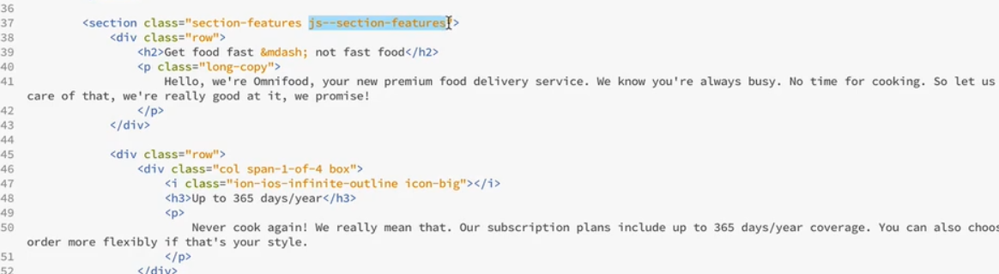 36
37 <section class="section-features js--section-features">
38 <div class="row">
39 <h2>Get food fast &mdash; not fast food</h2>
40 <p class="long-copy">
41 Hello, we're Omnifood, your new premium food delivery service. We know you're always busy. No time for cooking. So let us
care of that, we're really good at it, we promise!
42 </p>
43 </div>
44
45 <div class="row">
46 <div class="col span-1-of-4 box">
47 <i class="ion-ios-infinite-outline icon-big"></i>
48 <h3>Up to 365 days/year</h3>
49 <p>
50 Never cook again! We really mean that. Our subscription plans include up to 365 days/year coverage. You can also choos
order more flexibly if that's your style.
51 </p>
52 </div>